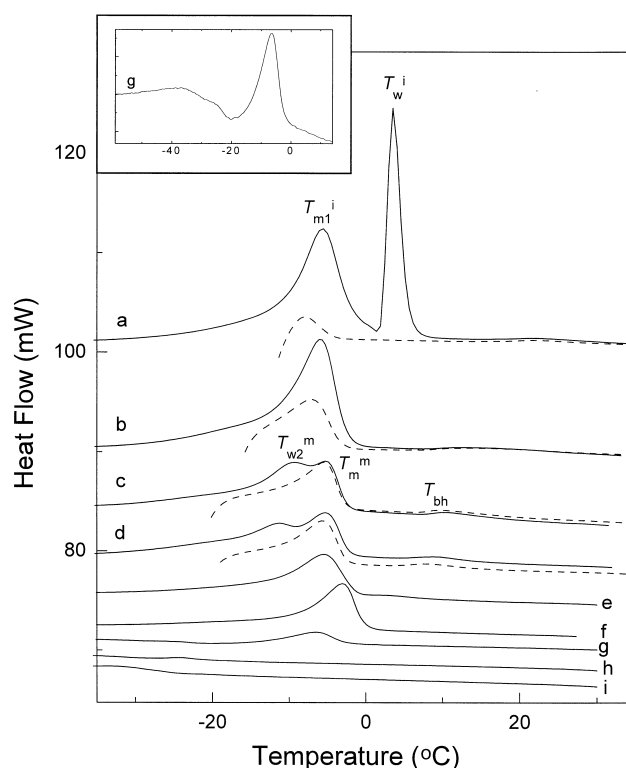 g
-40 -20 0
T_w^i
120
T_m1^i
a
100
b
T_w2^m
T_m^m
T_bh
c
d
80
e
f
g
h
i
-20 0 20
Heat Flow (mW)
Temperature (°C)